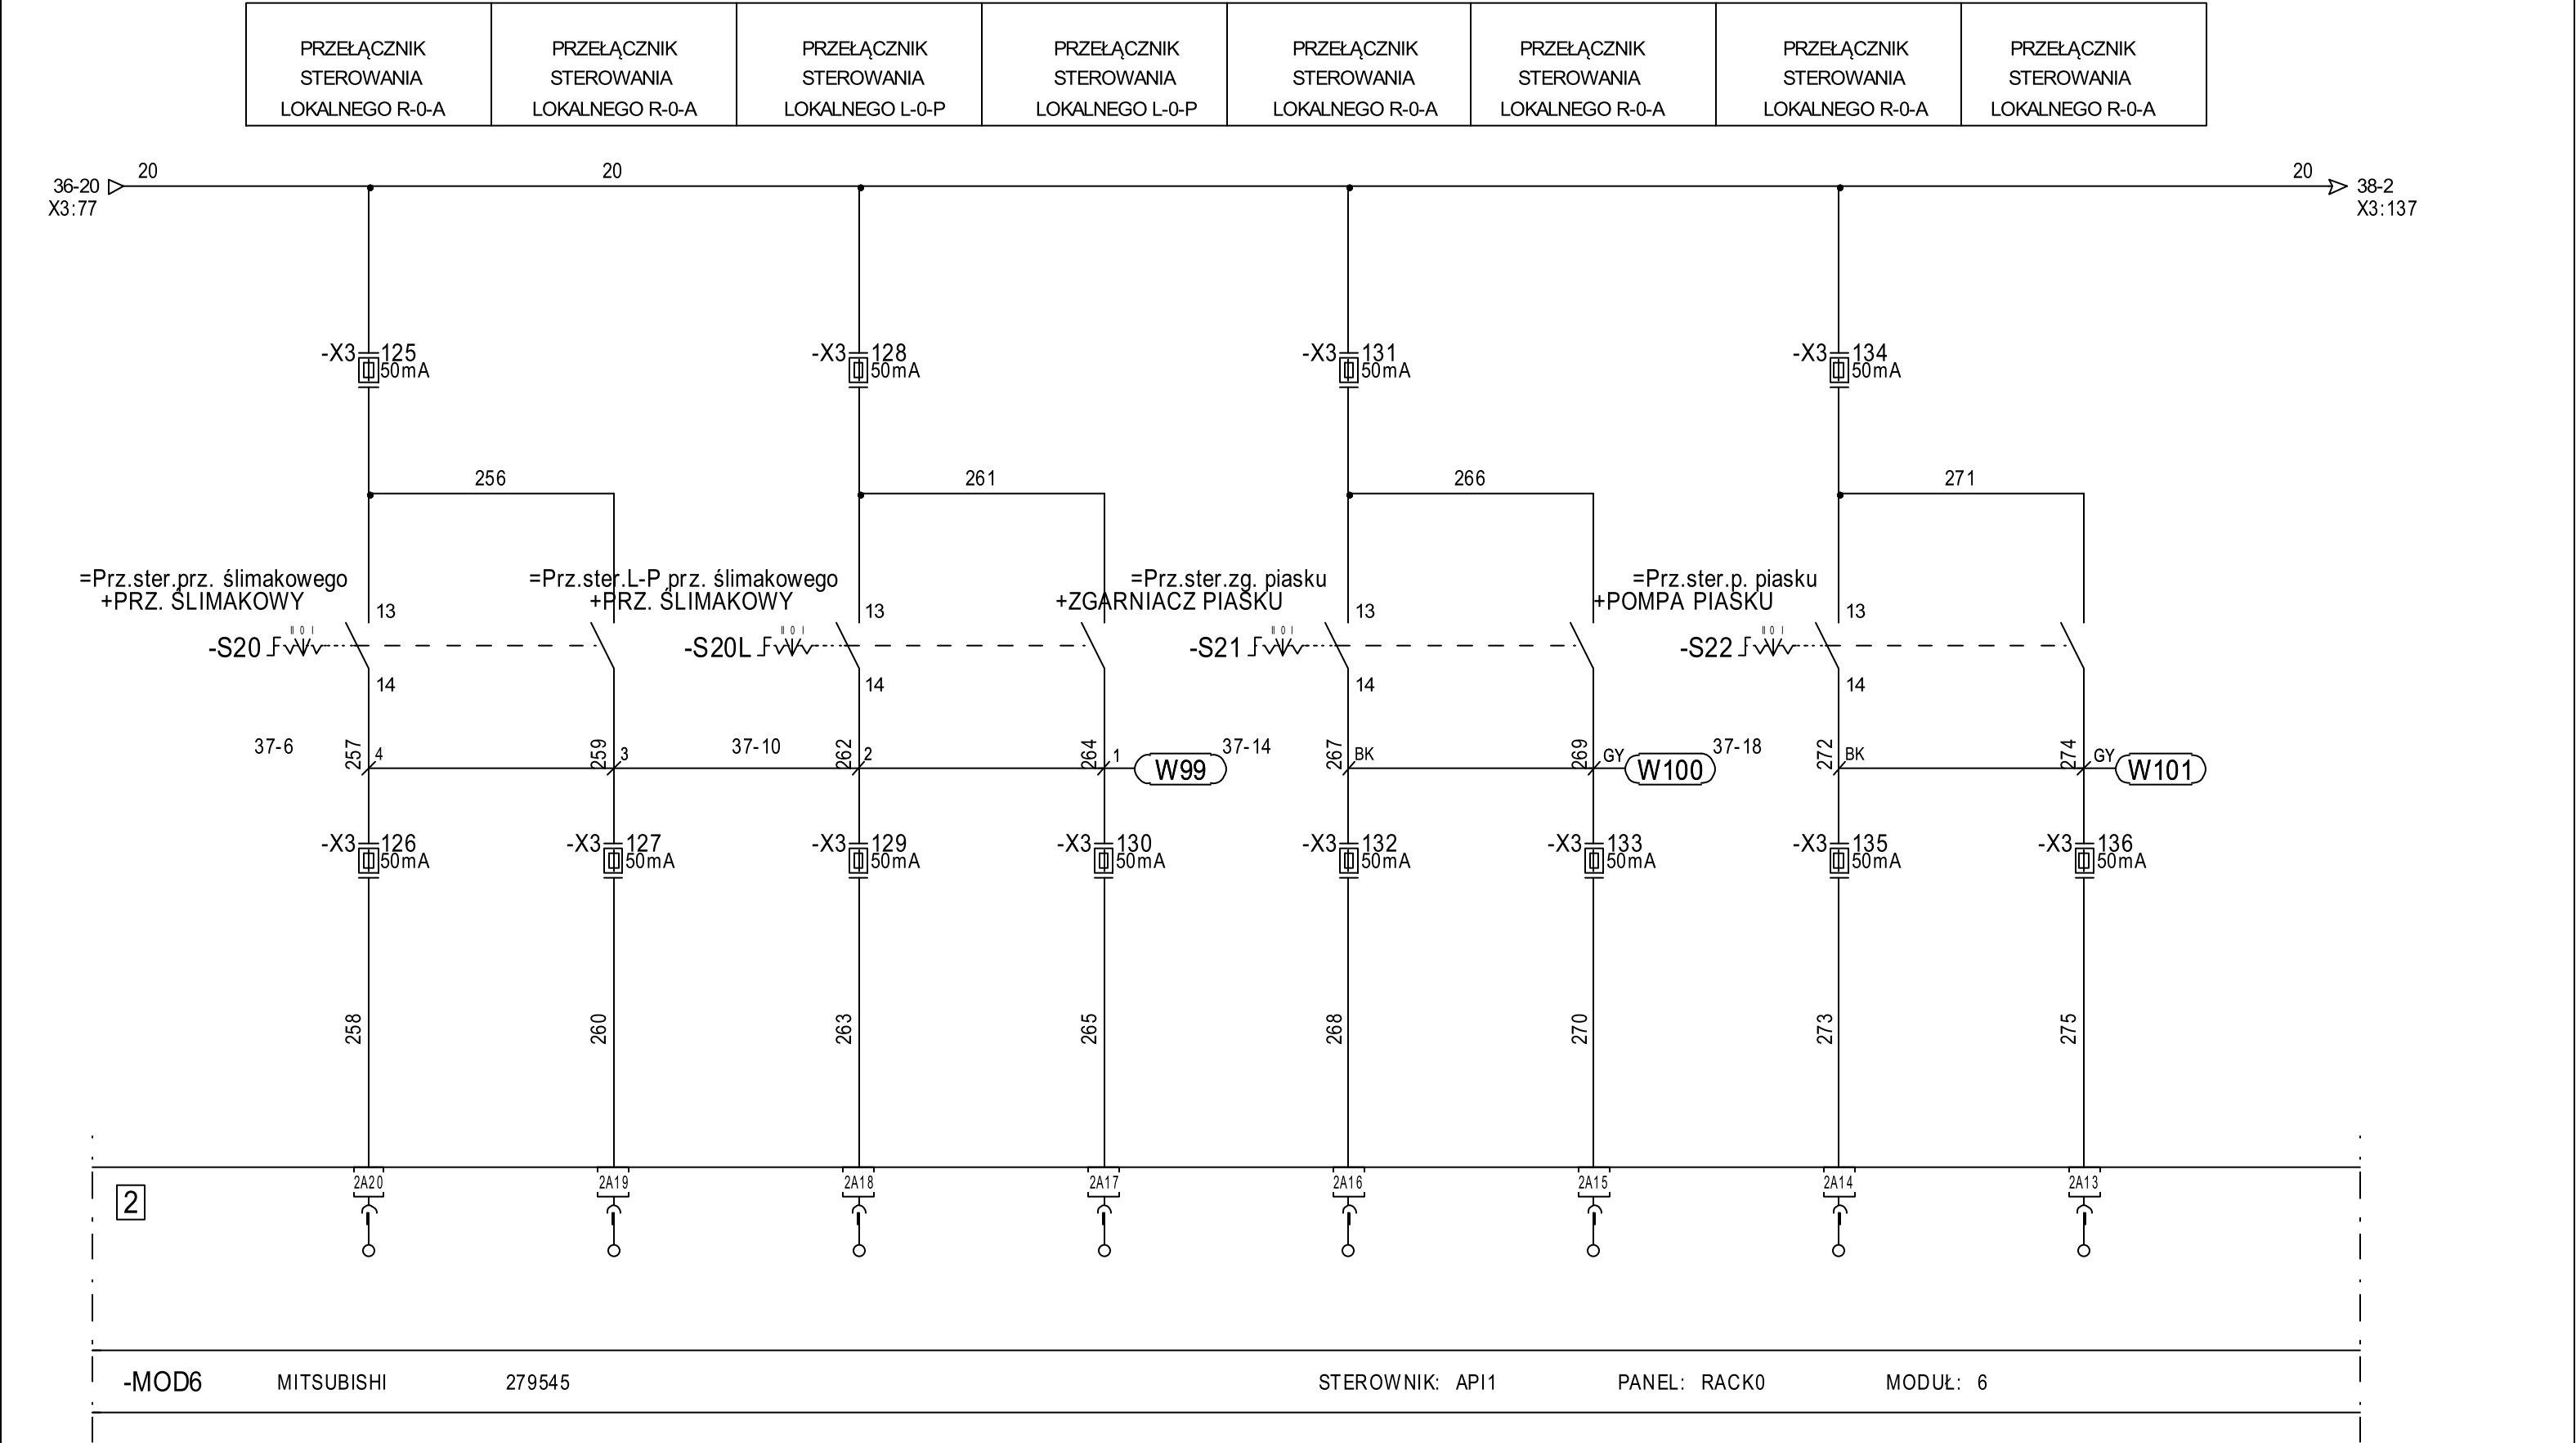 PRZEŁĄCZNIK
STEROWANIA
LOKALNEGO R-0-A
PRZEŁĄCZNIK
STEROWANIA
LOKALNEGO R-0-A
PRZEŁĄCZNIK
STEROWANIA
LOKALNEGO L-0-P
PRZEŁĄCZNIK
STEROWANIA
LOKALNEGO L-0-P
PRZEŁĄCZNIK
STEROWANIA
LOKALNEGO R-0-A
PRZEŁĄCZNIK
STEROWANIA
LOKALNEGO R-0-A
PRZEŁĄCZNIK
STEROWANIA
LOKALNEGO R-0-A
PRZEŁĄCZNIK
STEROWANIA
LOKALNEGO R-0-A
20 20 20
36-20
X3:77
38-2
X3:137
-X3 125
50mA
-X3 128
50mA
-X3 131
50mA
-X3 134
50mA
256 261 266 271
=Prz.ster.prz. ślimakowego
+PRZ. ŚLIMAKOWY
=Prz.ster.L-P prz. ślimakowego
+PRZ. ŚLIMAKOWY
=Prz.ster.zg. piasku
+ZGARNIACZ PIASKU
=Prz.ster.p. piasku
+POMPA PIASKU
13 13 13 13
II 0 I II 0 I II 0 I II 0 I
-S20 -S20L -S21 -S22
14 14 14 14
37-6 257 4 259 3 37-10 262 2 264 1 W99 37-14 267 BK 269 GY W100 37-18 272 BK 274 GY W101
-X3 126
50mA
-X3 127
50mA
-X3 129
50mA
-X3 130
50mA
-X3 132
50mA
-X3 133
50mA
-X3 135
50mA
-X3 136
50mA
258 260 263 265 268 270 273 275
2A20 2A19 2A18 2A17 2A16 2A15 2A14 2A13
2
-MOD6 MITSUBISHI 279545 STEROWNIK: API1 PANEL: RACK0 MODUŁ: 6